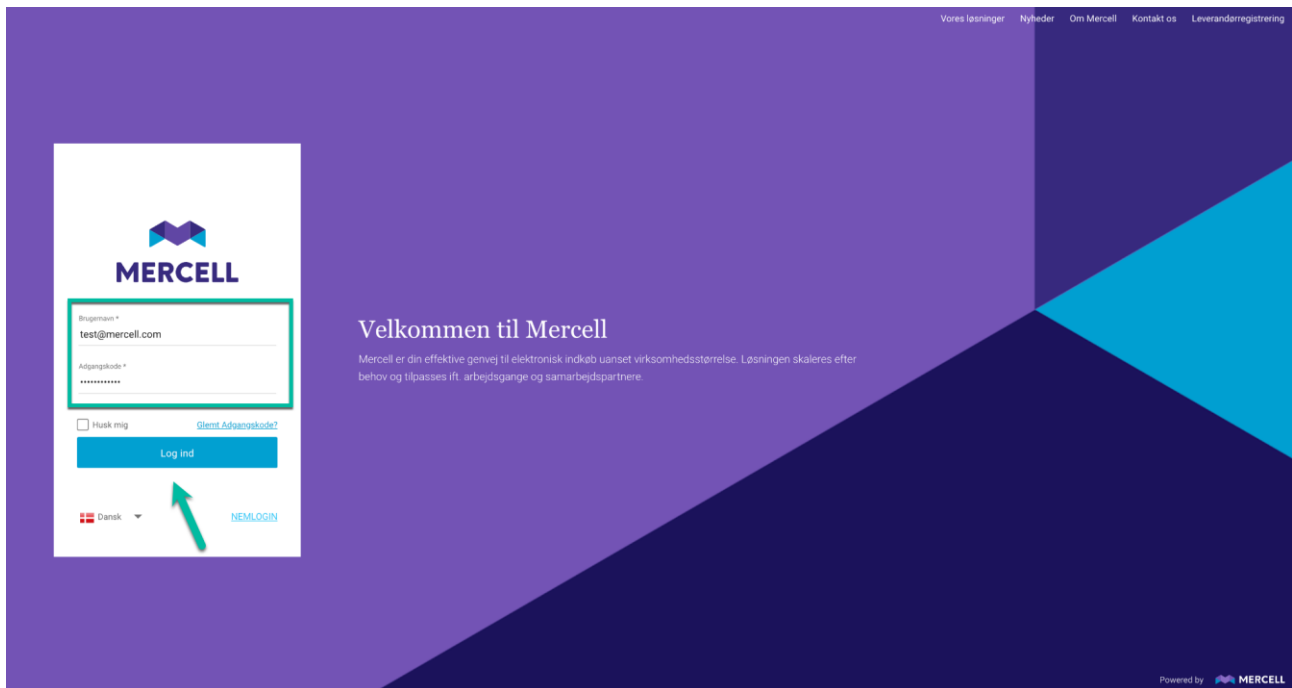 Vores løsninger Nyheder Om Mercell Kontakt os Leverandørregistrering
MERCELL
Brugernavn *
test@mercell.com
Adgangskode *
••••••••••••
Husk mig Glemt Adgangskode?
Log ind
Dansk NEMLOGIN
Velkommen til Mercell
Mercell er din effektive genvej til elektronisk indkøb uanset virksomhedsstørrelse. Løsningen skaleres efter
behov og tilpasses ift. arbejdsgange og samarbejdspartnere.
Powered by MERCELL